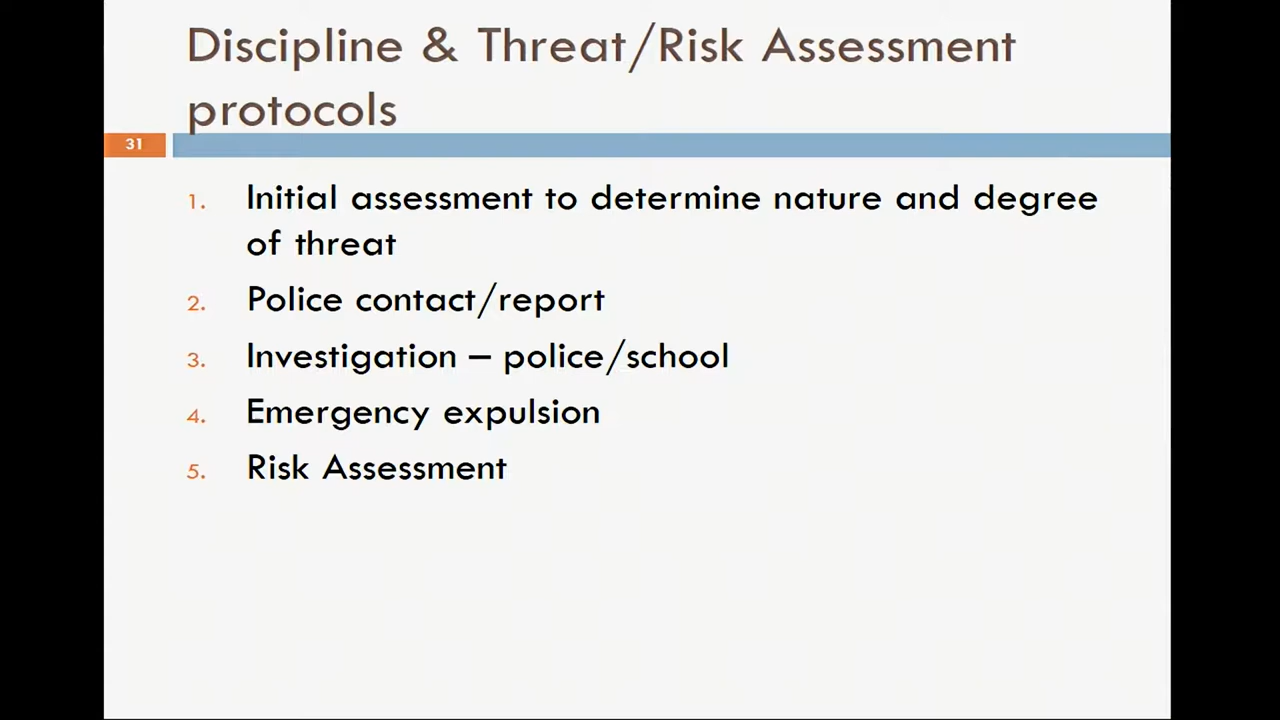 Discipline & Threat/Risk Assessment
protocols
31
1. Initial assessment to determine nature and degree
of threat
2. Police contact/report
3. Investigation – police/school
4. Emergency expulsion
5. Risk Assessment